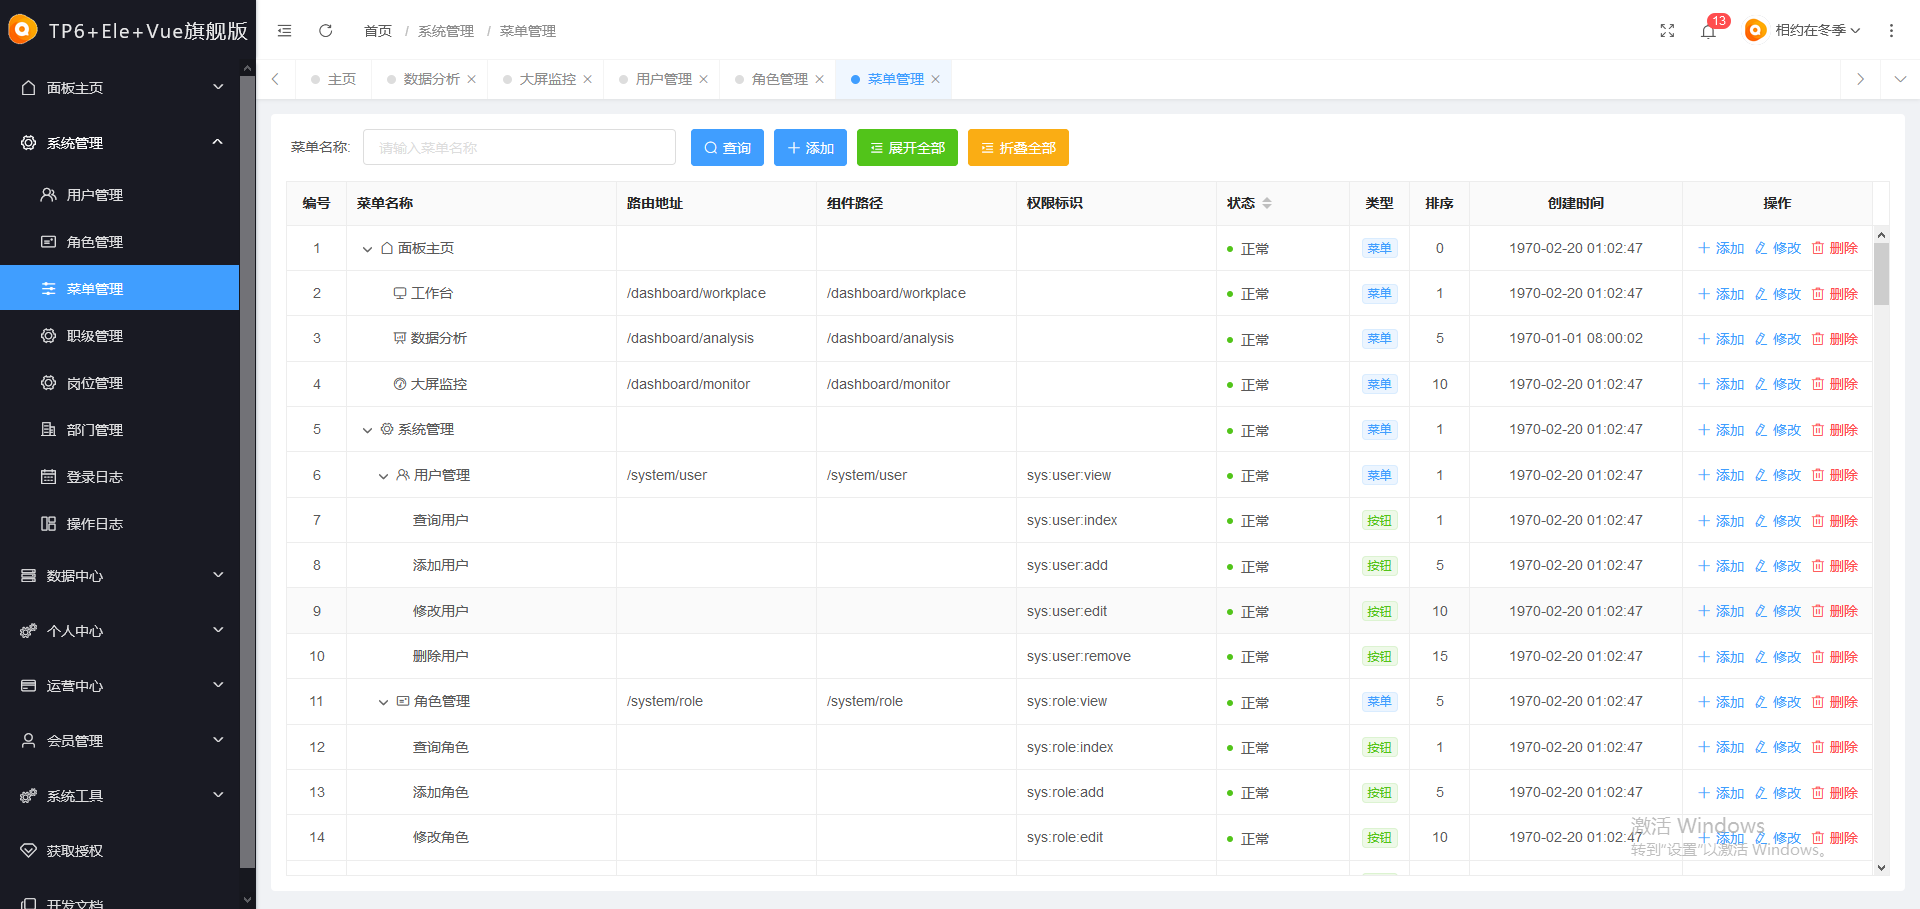 TP6+Ele+Vue旗舰版
首页 / 系统管理 / 菜单管理
13
相约在冬季
主页
数据分析
大屏监控
用户管理
角色管理
菜单管理
面板主页
系统管理
用户管理
角色管理
菜单管理
职级管理
岗位管理
部门管理
登录日志
操作日志
数据中心
个人中心
运营中心
会员管理
系统工具
获取授权
开发文档
菜单名称: 请输入菜单名称 查询 添加 展开全部 折叠全部
编号 菜单名称 路由地址 组件路径 权限标识 状态 类型 排序 创建时间 操作
1 面板主页 正常 菜单 0 1970-02-20 01:02:47 添加 修改 删除
2 工作台 /dashboard/workplace /dashboard/workplace 正常 菜单 1 1970-02-20 01:02:47 添加 修改 删除
3 数据分析 /dashboard/analysis /dashboard/analysis 正常 菜单 5 1970-01-01 08:00:02 添加 修改 删除
4 大屏监控 /dashboard/monitor /dashboard/monitor 正常 菜单 10 1970-02-20 01:02:47 添加 修改 删除
5 系统管理 正常 菜单 1 1970-02-20 01:02:47 添加 修改 删除
6 用户管理 /system/user /system/user sys:user:view 正常 菜单 1 1970-02-20 01:02:47 添加 修改 删除
7 查询用户 sys:user:index 正常 按钮 1 1970-02-20 01:02:47 添加 修改 删除
8 添加用户 sys:user:add 正常 按钮 5 1970-02-20 01:02:47 添加 修改 删除
9 修改用户 sys:user:edit 正常 按钮 10 1970-02-20 01:02:47 添加 修改 删除
10 删除用户 sys:user:remove 正常 按钮 15 1970-02-20 01:02:47 添加 修改 删除
11 角色管理 /system/role /system/role sys:role:view 正常 菜单 5 1970-02-20 01:02:47 添加 修改 删除
12 查询角色 sys:role:index 正常 按钮 1 1970-02-20 01:02:47 添加 修改 删除
13 添加角色 sys:role:add 正常 按钮 5 1970-02-20 01:02:47 添加 修改 删除
14 修改角色 sys:role:edit 正常 按钮 10 1970-02-20 01:02:47 添加 修改 删除
激活 Windows
转到"设置"以激活 Windows。